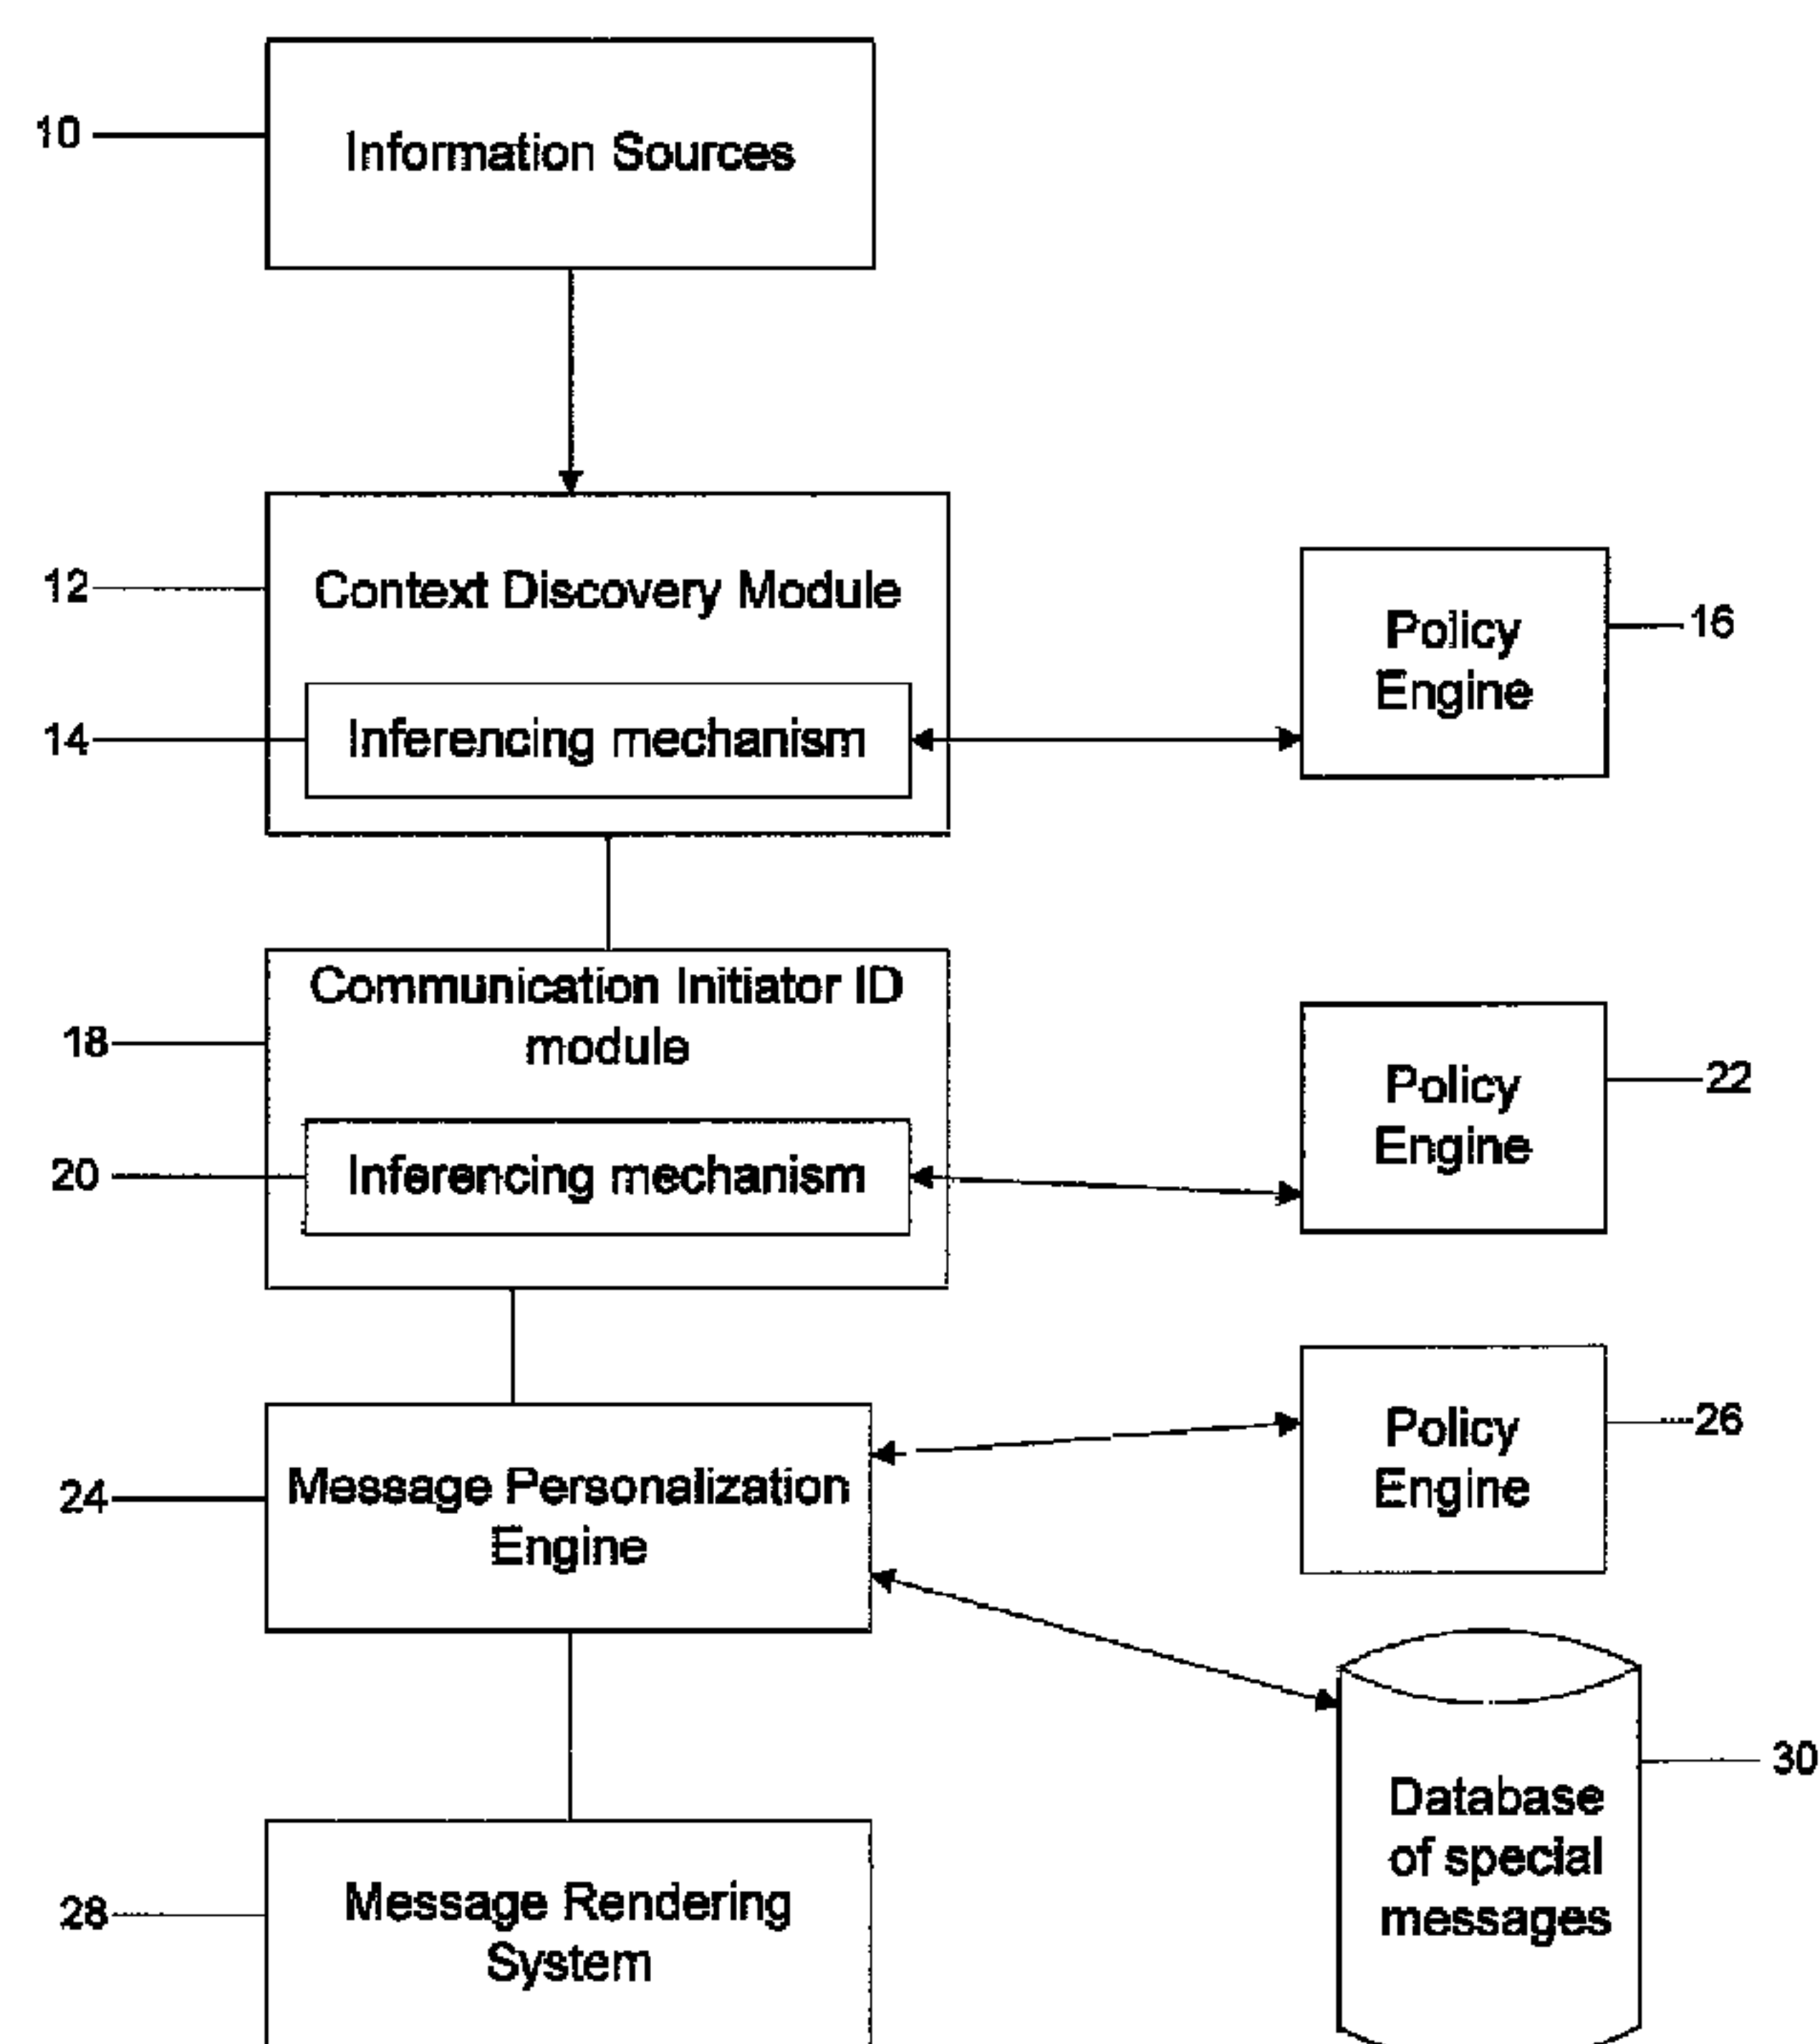 10
Information Sources
12
Context Discovery Module
Policy
Engine
16
14
Inferencing mechanism
Communication Initiator ID
module
18
Policy
Engine
22
20
Inferencing mechanism
Policy
Engine
26
24
Message Personalization
Engine
30
Database
of special
messages
28
Message Rendering
System